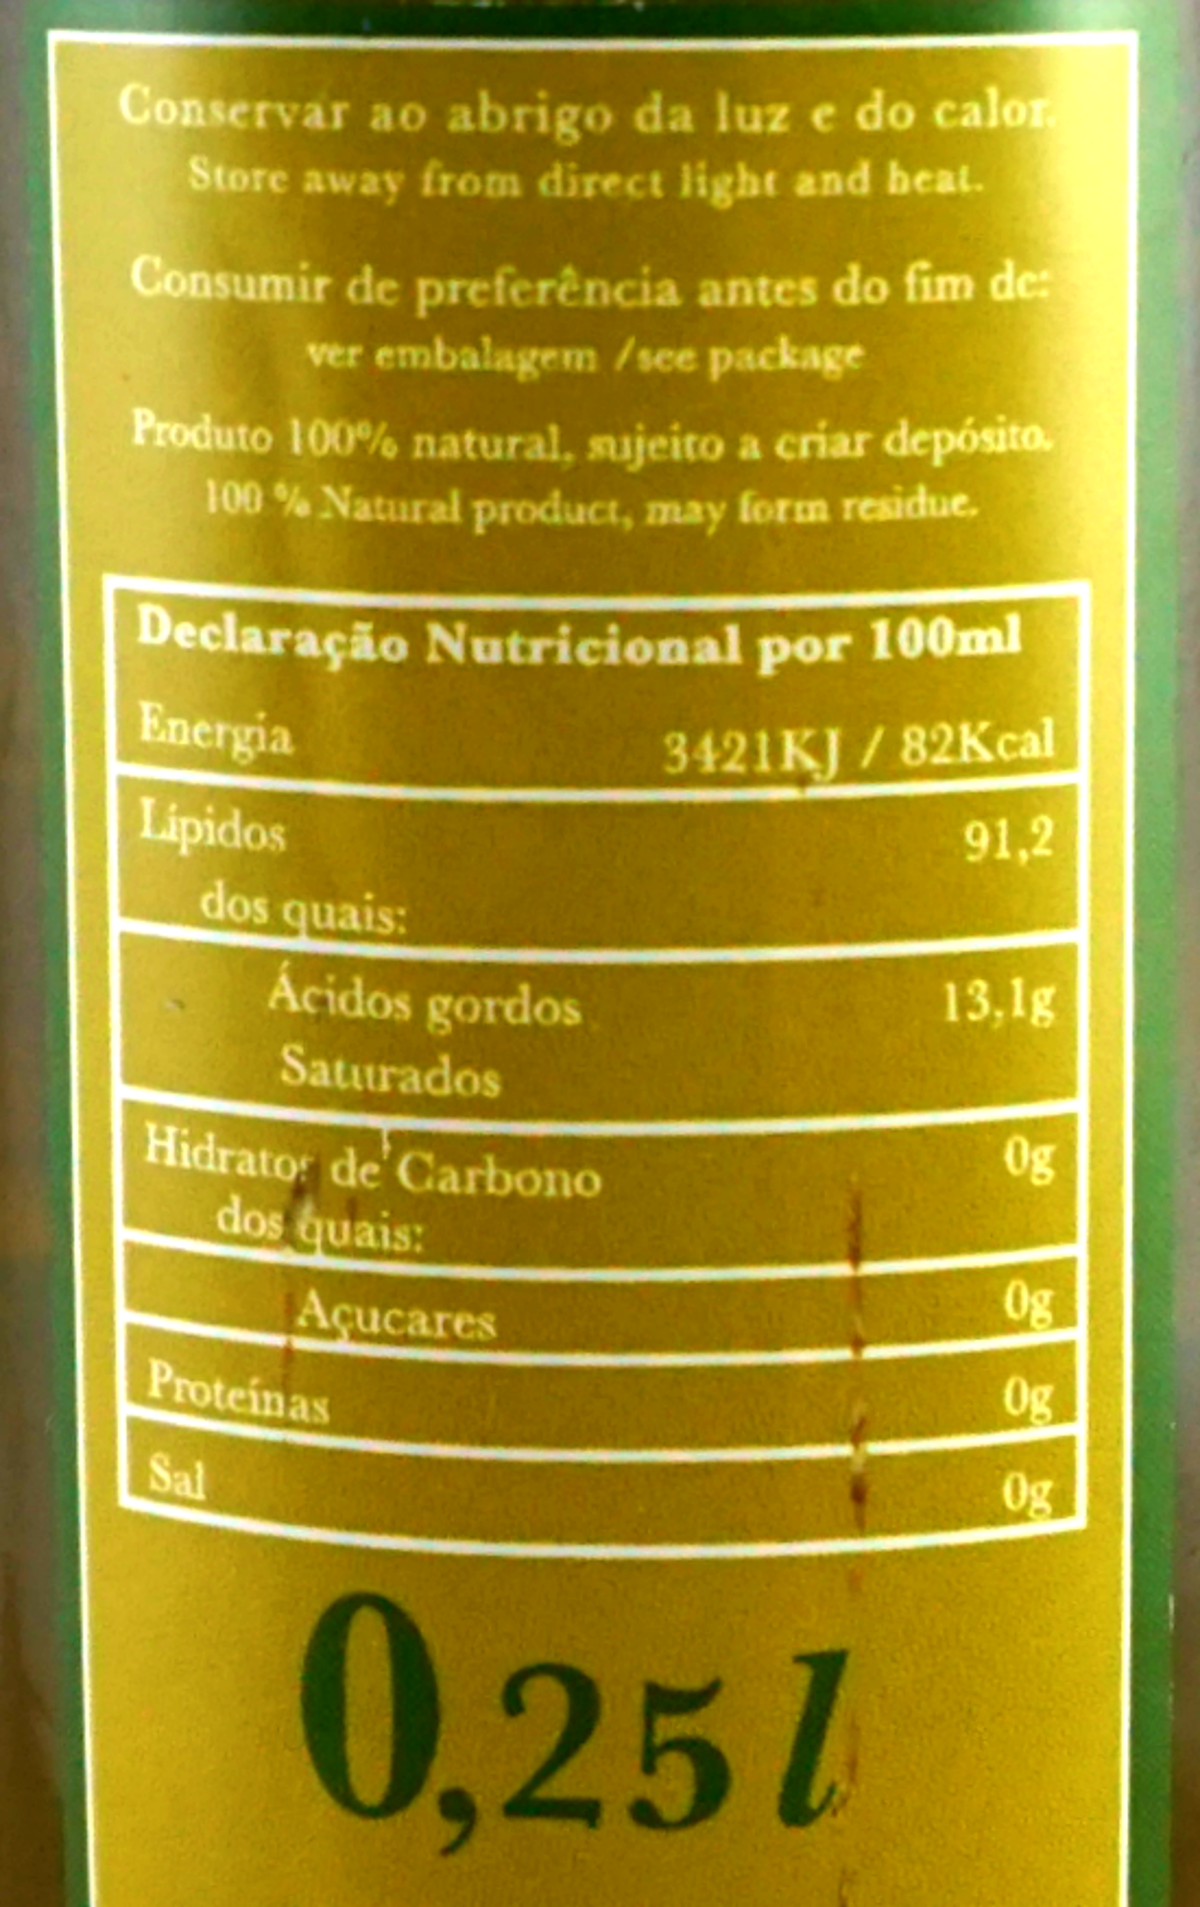 Conservar ao abrigo da luz e do calor.
Store away from direct light and heat.
Consumir de preferência antes do fim de:
ver embalagem /see package
Produto 100% natural, sujeito a criar depósito.
100 % Natural product, may form residue.
Declaração Nutricional por 100ml
Energia 3421KJ / 82Kcal
Lípidos 91,2
dos quais:
Ácidos gordos 13,1g
Saturados
Hidratos de Carbono 0g
dos quais:
Açucares 0g
Proteínas 0g
Sal 0g
0,25 l